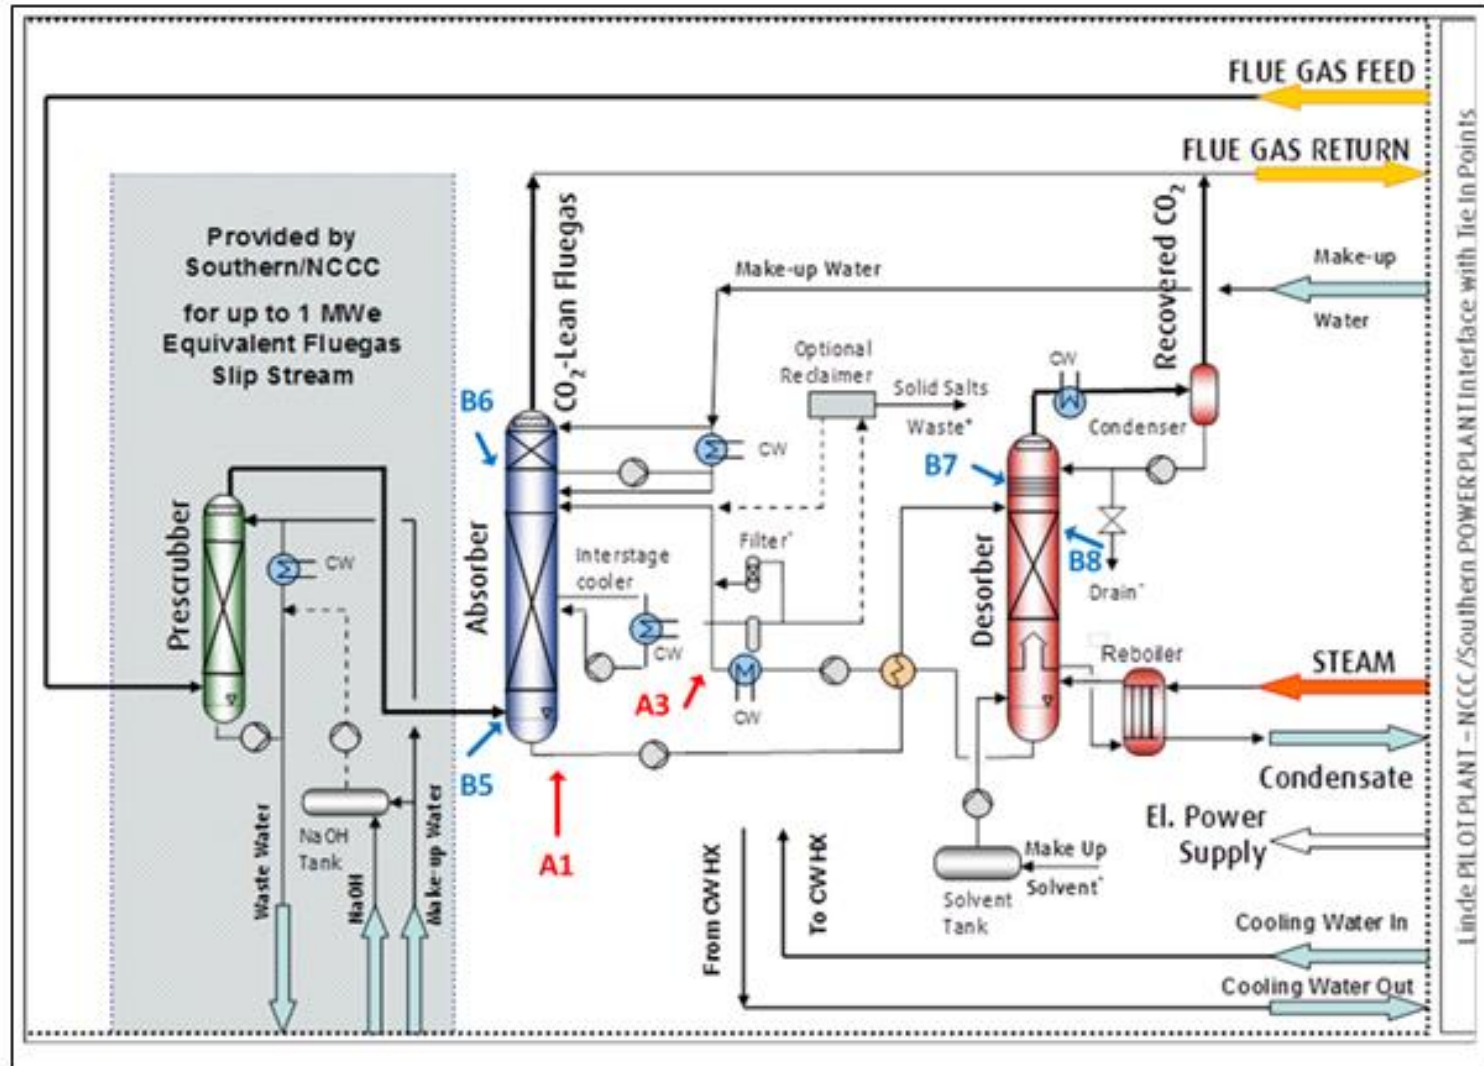 FLUE GAS FEED
FLUE GAS RETURN
Provided by
Southern/NCCC
for up to 1 MWe
Equivalent Fluegas
Slip Stream
CO2-Lean Fluegas
Recovered CO2
Make-up Water
Make-up
Water
Optional
Reclaimer
Solid Salts
Waste*
CW
Condenser
B6
CW
B7
Prescrubber
Absorber
Filter*
Interstage
cooler
CW
B8
Desorber
Drain*
CW
Reboiler
STEAM
A3
CW
B5
A1
Condensate
NaOH
Tank
Waste Water
NaOH
Make-up Water
El. Power
Supply
From CW HX
To CW HX
Make Up
Solvent*
Solvent
Tank
Cooling Water In
Cooling Water Out
Linde PILOT PLANT – NCCC/Southern POWER PLANT Interface with Tie In Points